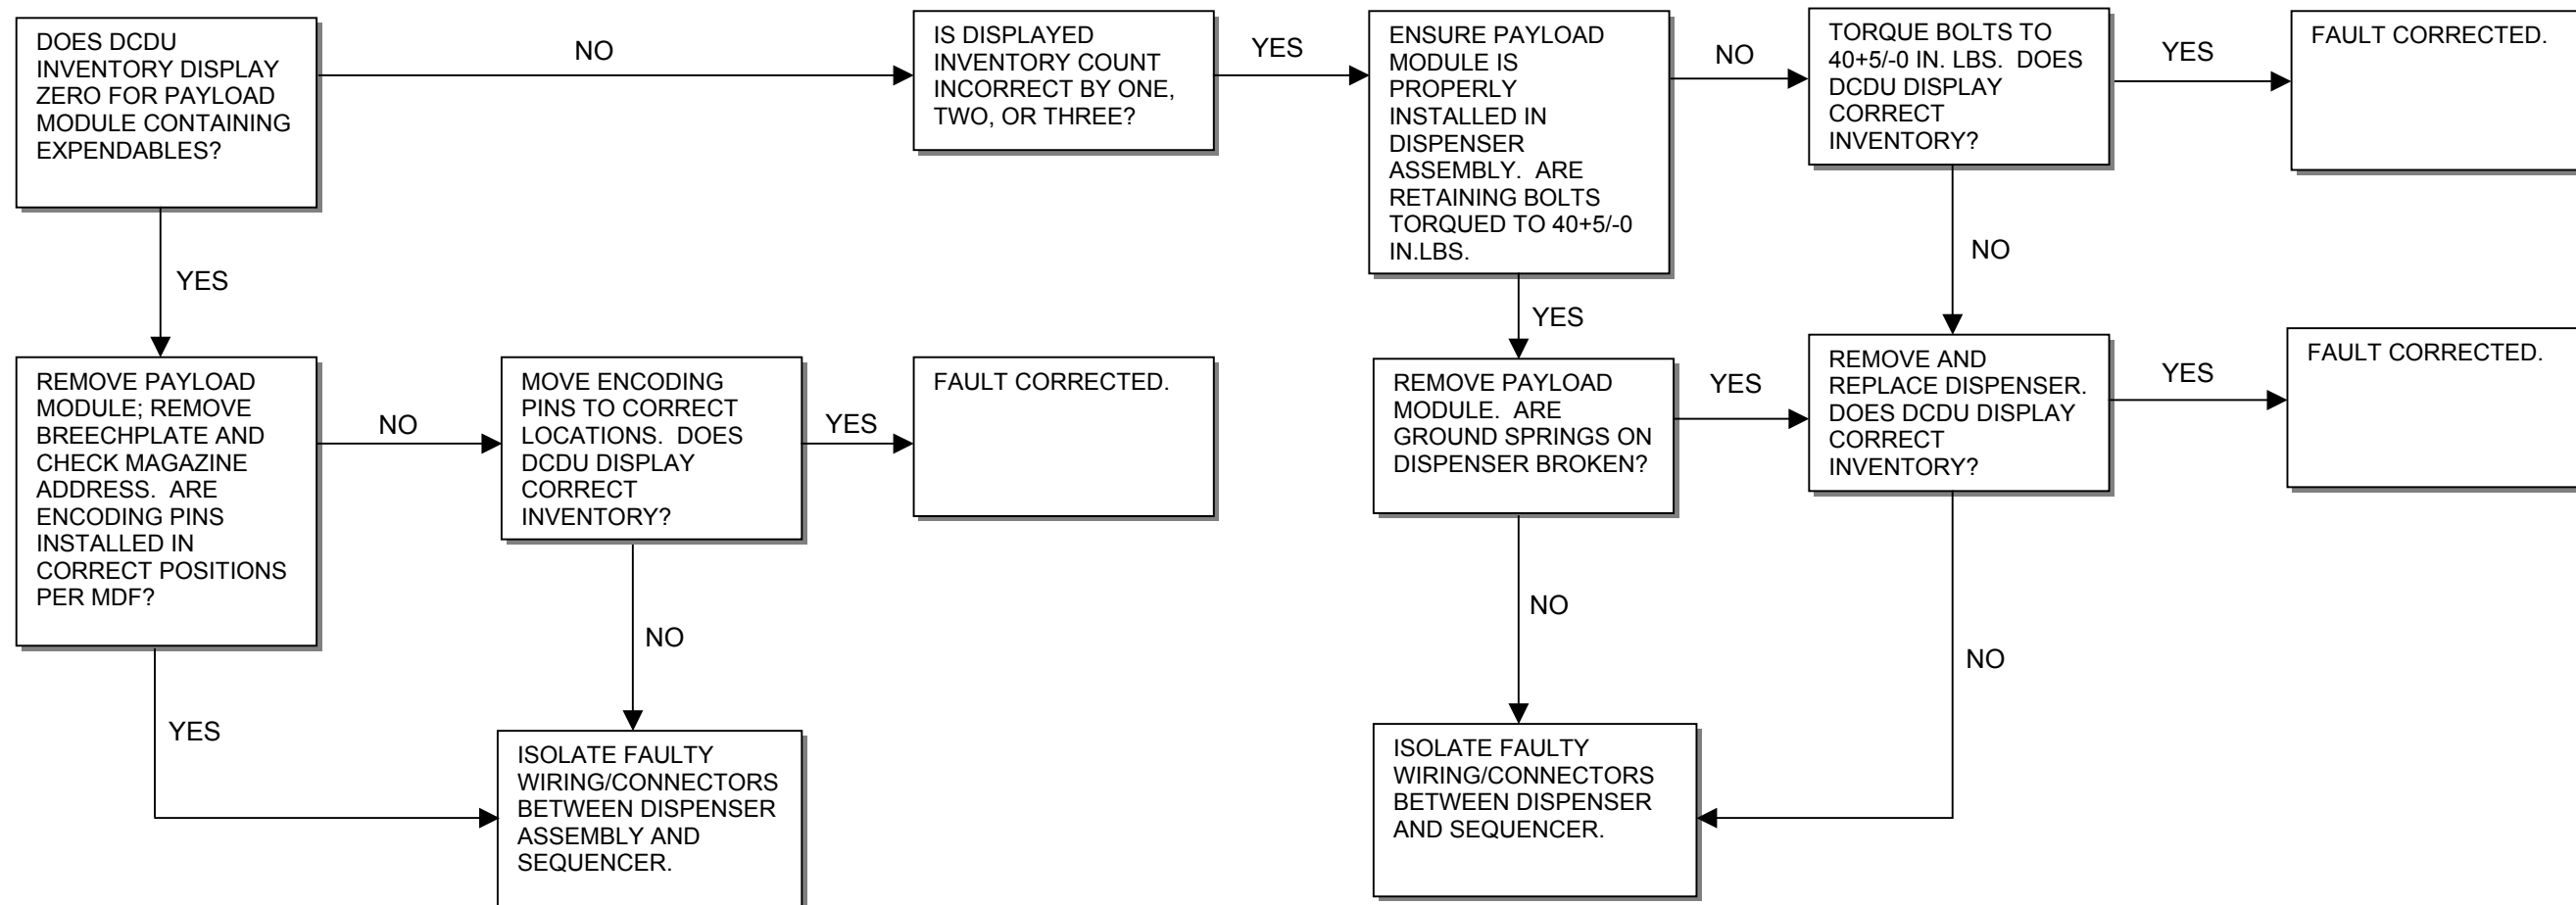 DOES DCDU
INVENTORY DISPLAY
ZERO FOR PAYLOAD
MODULE CONTAINING
EXPENDABLES?
NO
IS DISPLAYED
INVENTORY COUNT
INCORRECT BY ONE,
TWO, OR THREE?
YES
ENSURE PAYLOAD
MODULE IS
PROPERLY
INSTALLED IN
DISPENSER
ASSEMBLY. ARE
RETAINING BOLTS
TORQUED TO 40+5/-0
IN.LBS.
NO
TORQUE BOLTS TO
40+5/-0 IN. LBS. DOES
DCDU DISPLAY
CORRECT
INVENTORY?
YES
FAULT CORRECTED.
YES
YES
NO
REMOVE PAYLOAD
MODULE; REMOVE
BREECHPLATE AND
CHECK MAGAZINE
ADDRESS. ARE
ENCODING PINS
INSTALLED IN
CORRECT POSITIONS
PER MDF?
NO
MOVE ENCODING
PINS TO CORRECT
LOCATIONS. DOES
DCDU DISPLAY
CORRECT
INVENTORY?
YES
FAULT CORRECTED.
REMOVE PAYLOAD
MODULE. ARE
GROUND SPRINGS ON
DISPENSER BROKEN?
YES
REMOVE AND
REPLACE DISPENSER.
DOES DCDU DISPLAY
CORRECT
INVENTORY?
YES
FAULT CORRECTED.
YES
NO
NO
NO
ISOLATE FAULTY
WIRING/CONNECTORS
BETWEEN DISPENSER
ASSEMBLY AND
SEQUENCER.
ISOLATE FAULTY
WIRING/CONNECTORS
BETWEEN DISPENSER
AND SEQUENCER.